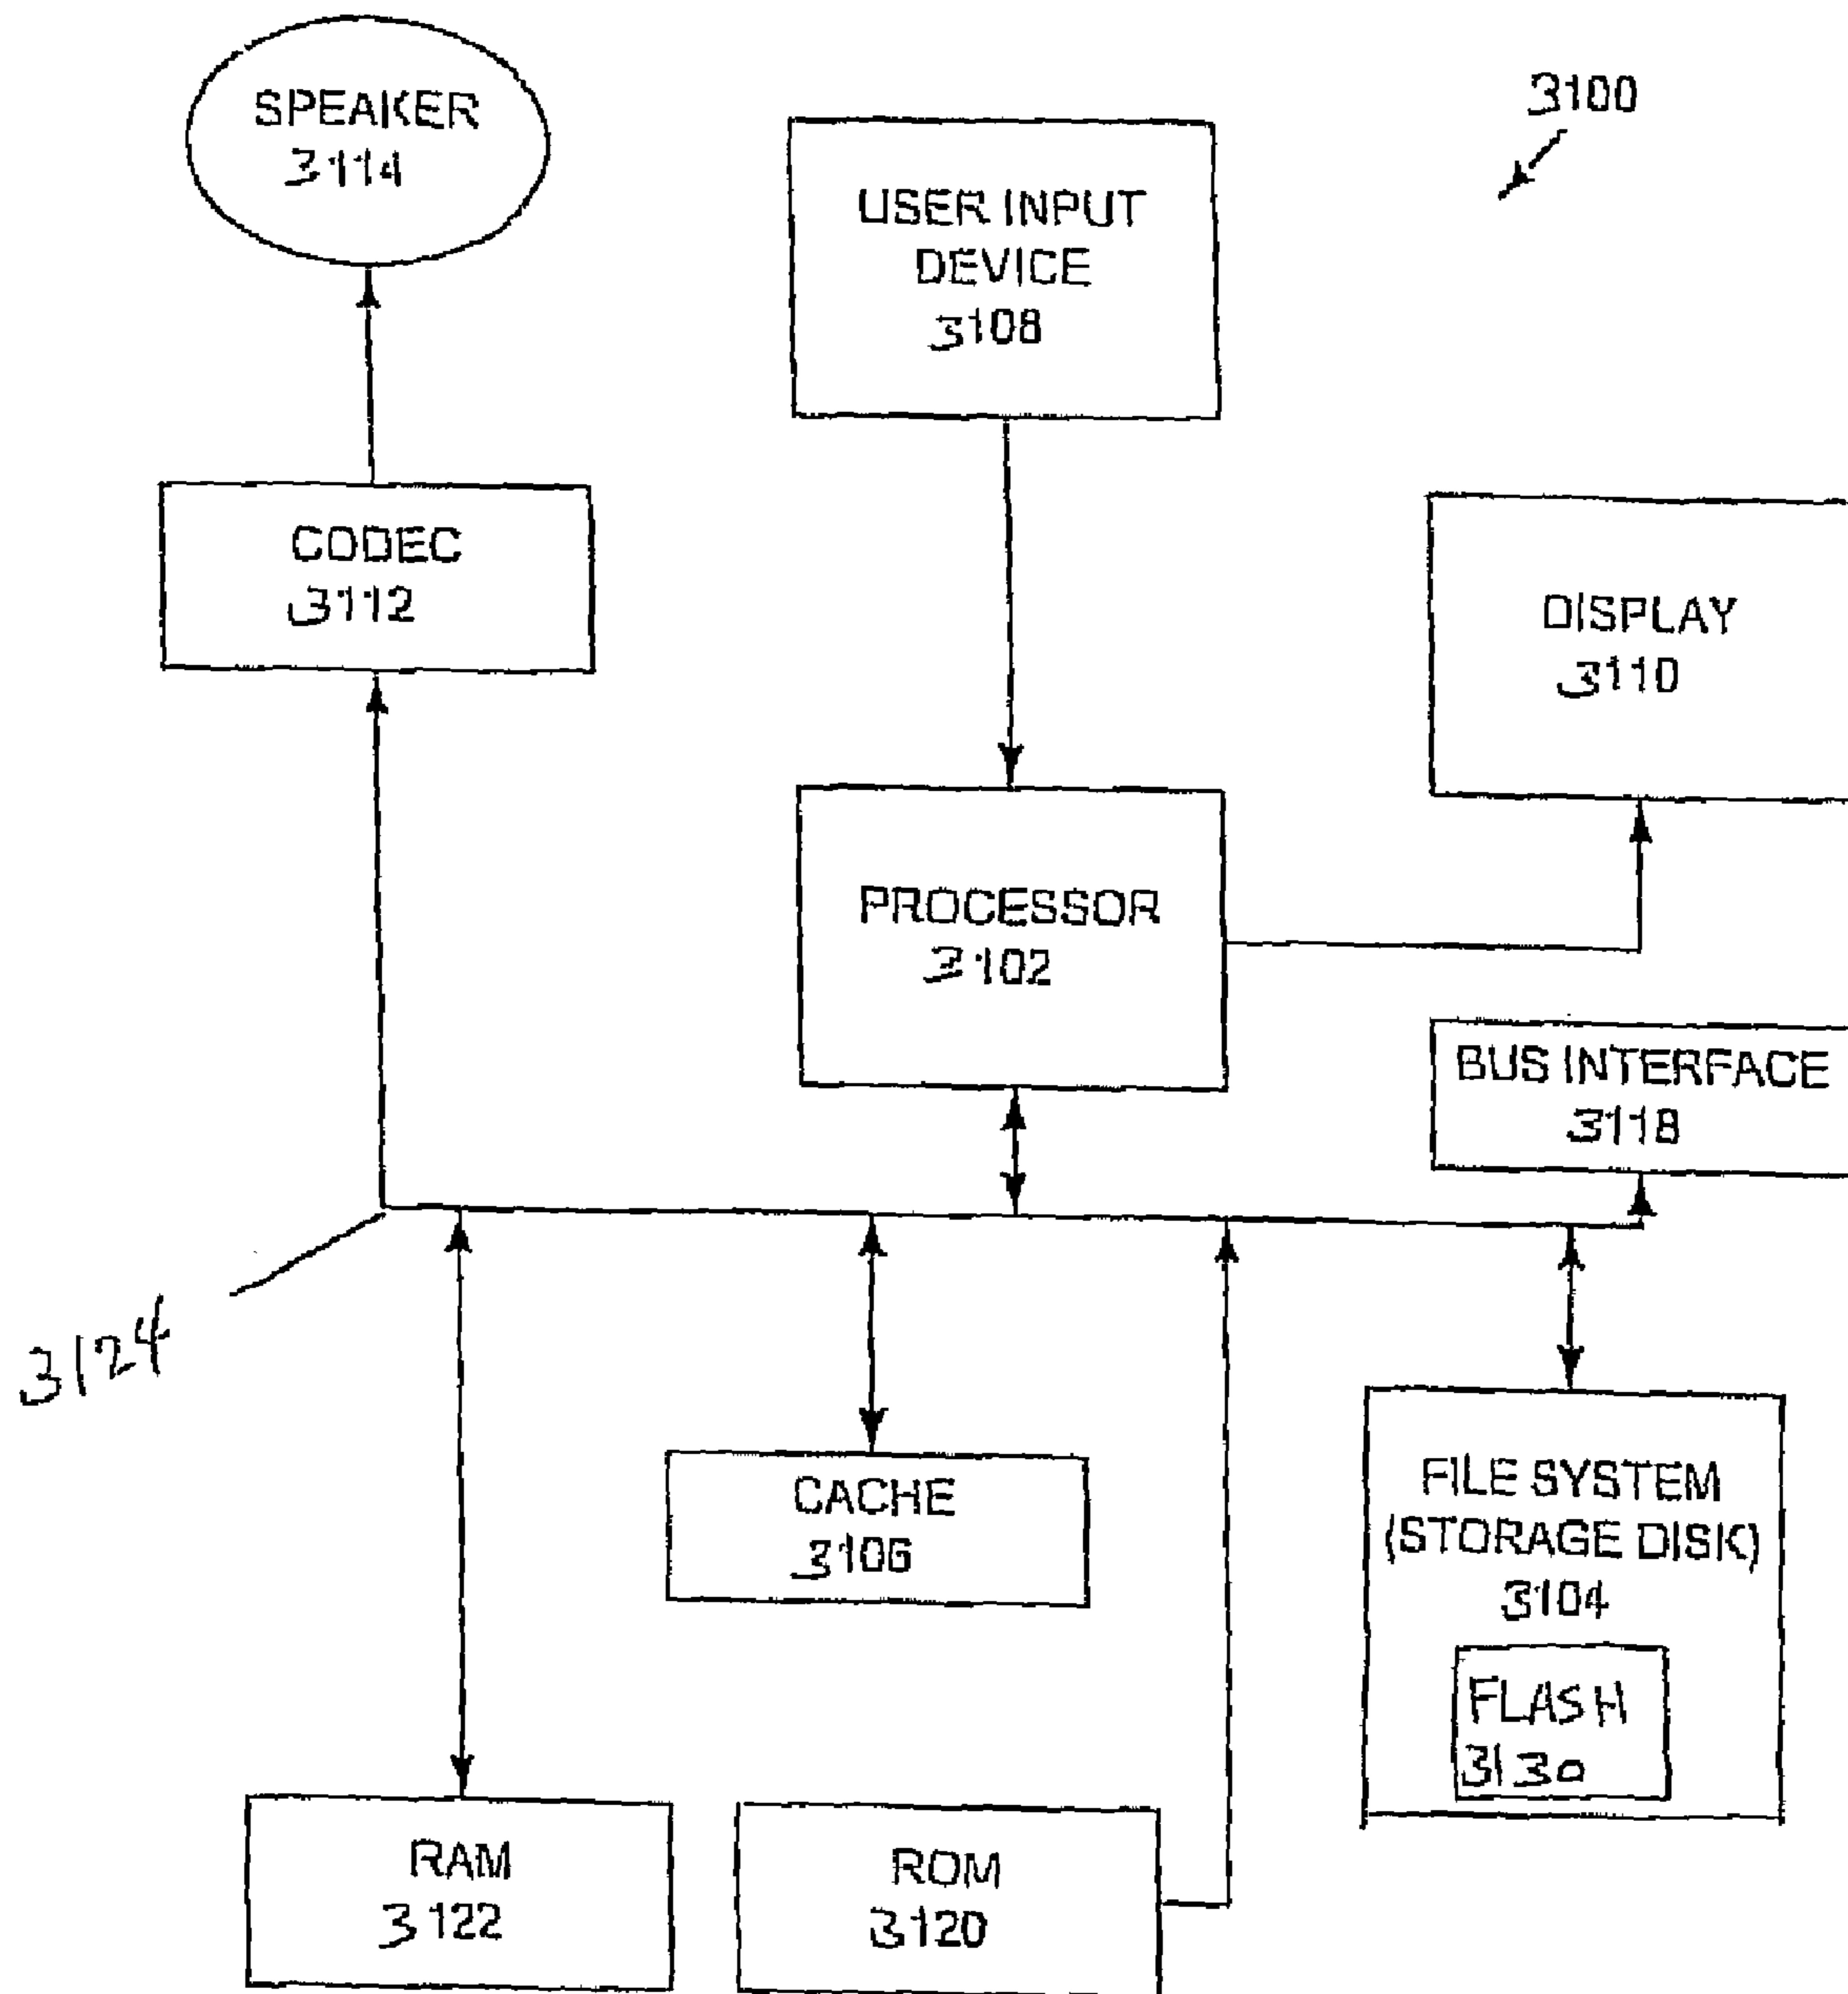 SPEAKER
3114
3100
USER INPUT
DEVICE
3108
CODEC
3112
DISPLAY
3110
PROCESSOR
3102
BUS INTERFACE
3118
3124
CACHE
3106
FILE SYSTEM
(STORAGE DISK)
3104
FLASH
3130
RAM
3122
ROM
3120